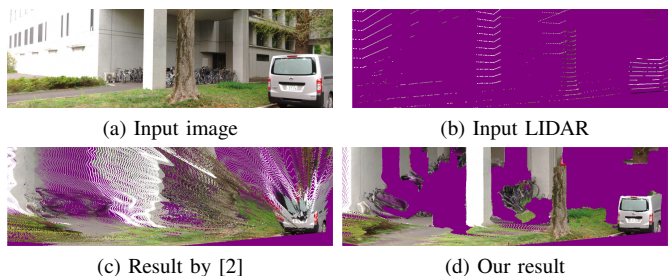 (a) Input image
(b) Input LIDAR
(c) Result by [2]
(d) Our result